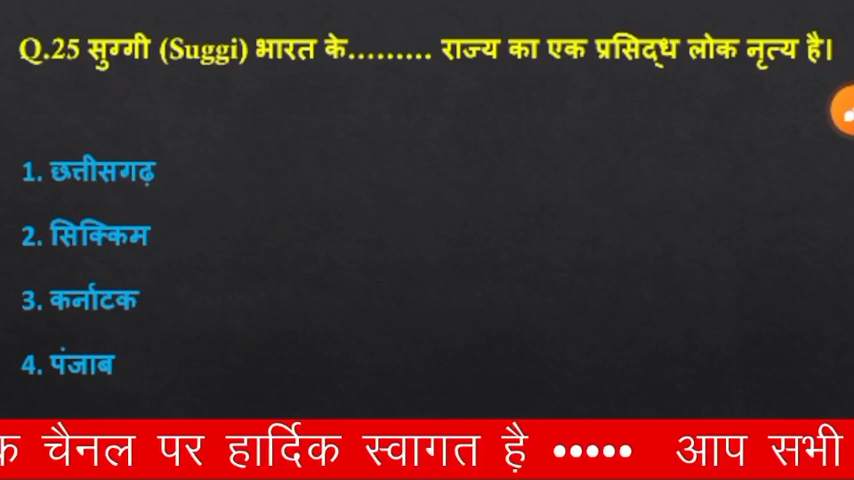 Q.25 सुग्गी (Suggi) भारत के......... राज्य का एक प्रसिद्ध लोक नृत्य है।
1. छत्तीसगढ़
2. सिक्किम
3. कर्नाटक
4. पंजाब
चैनल पर हार्दिक स्वागत है ••••• आप सभी